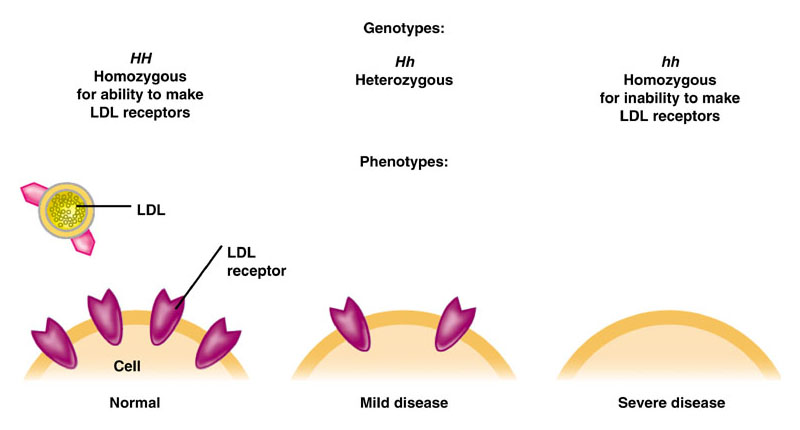 Genotypes:
HH
Homozygous
for ability to make
LDL receptors
Hh
Heterozygous
hh
Homozygous
for inability to make
LDL receptors
Phenotypes:
LDL
LDL
receptor
Cell
Normal
Mild disease
Severe disease